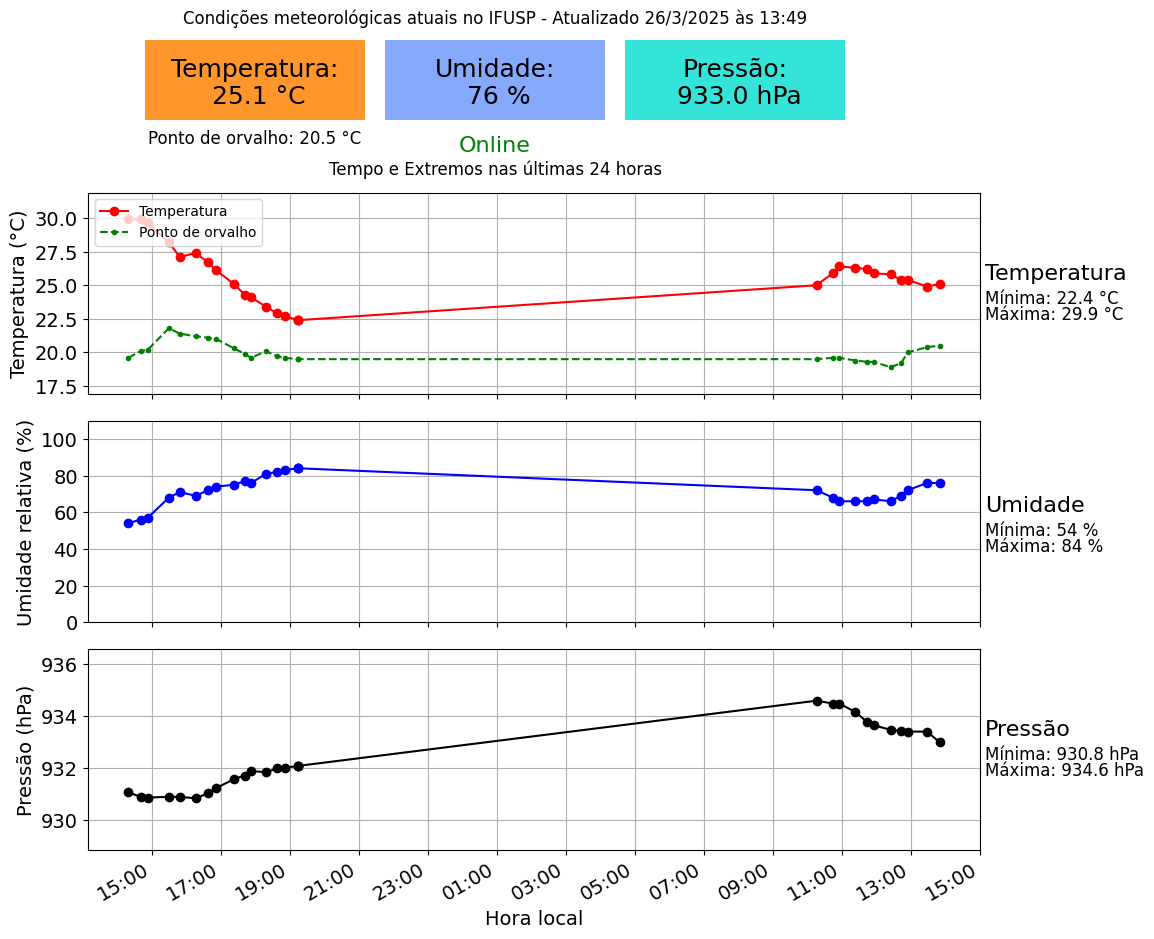 Condições meteorológicas atuais no IFUSP - Atualizado 26/3/2025 às 13:49
Temperatura:
25.1 °C
Umidade:
76 %
Pressão:
933.0 hPa
Ponto de orvalho: 20.5 °C
Online
Tempo e Extremos nas últimas 24 horas
Temperatura (°C)
30.0
27.5
25.0
22.5
20.0
17.5
Temperatura
Ponto de orvalho
Temperatura
Mínima: 22.4 °C
Máxima: 29.9 °C
Umidade relativa (%)
100
80
60
40
20
0
Umidade
Mínima: 54 %
Máxima: 84 %
Pressão (hPa)
936
934
932
930
Pressão
Mínima: 930.8 hPa
Máxima: 934.6 hPa
15:00 17:00 19:00 21:00 23:00 01:00 03:00 05:00 07:00 09:00 11:00 13:00 15:00
Hora local